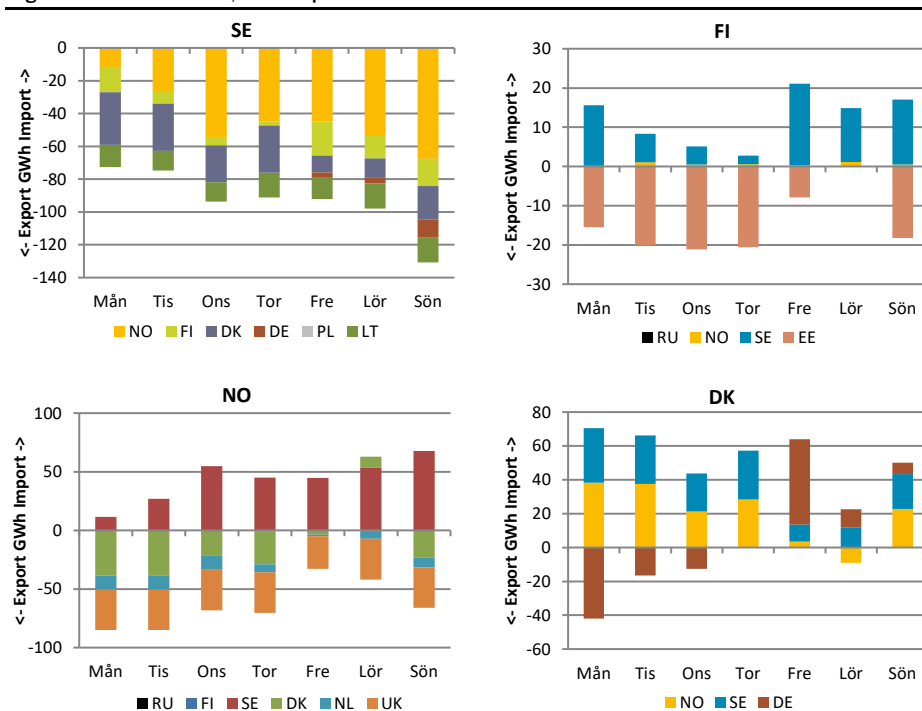 SE
<- Export GWh Import ->
0
-20
-40
-60
-80
-100
-120
-140
Mån Tis Ons Tor Fre Lör Sön
NO FI DK DE PL LT
FI
<- Export GWh Import ->
30
20
10
0
-10
-20
-30
Mån Tis Ons Tor Fre Lör Sön
RU NO SE EE
NO
<- Export GWh Import ->
100
50
0
-50
-100
Mån Tis Ons Tor Fre Lör Sön
RU FI SE DK NL UK
DK
<- Export GWh Import ->
80
60
40
20
0
-20
-40
-60
Mån Tis Ons Tor Fre Lör Sön
NO SE DE